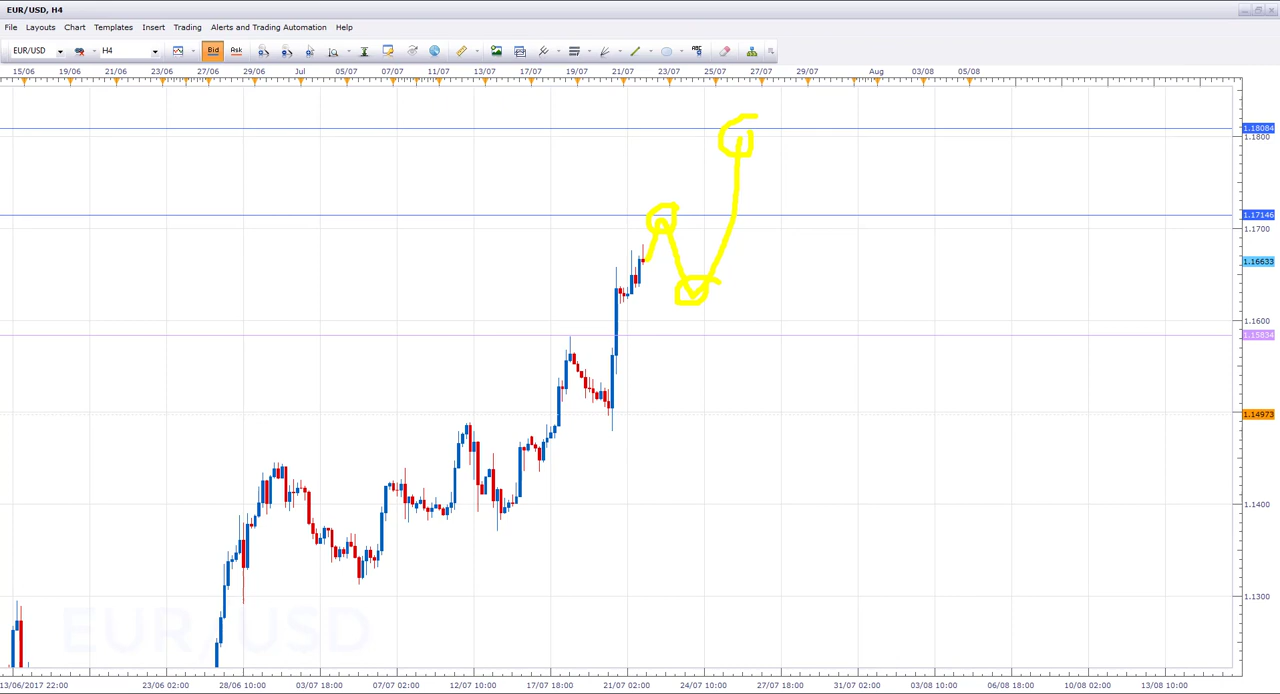 EUR/USD, H4
File Layouts Chart Templates Insert Trading Alerts and Trading Automation Help
EUR/USD H4 Bid Ask ABC
15/06 19/06 21/06 23/06 27/06 29/06 Jul 05/07 07/07 11/07 13/07 17/07 19/07 21/07 23/07 25/07 27/07 29/07 Aug 03/08 05/08
1.18084
1.1800
1.17146
1.1700
1.16633
1.1600
1.15834
1.14973
1.1400
1.1300
EUR/USD
13/06/2017 22:00 23/06 02:00 28/06 10:00 03/07 18:00 07/07 02:00 12/07 10:00 17/07 18:00 21/07 02:00 24/07 10:00 27/07 18:00 31/07 02:00 03/08 10:00 06/08 18:00 10/08 02:00 13/08 10:00